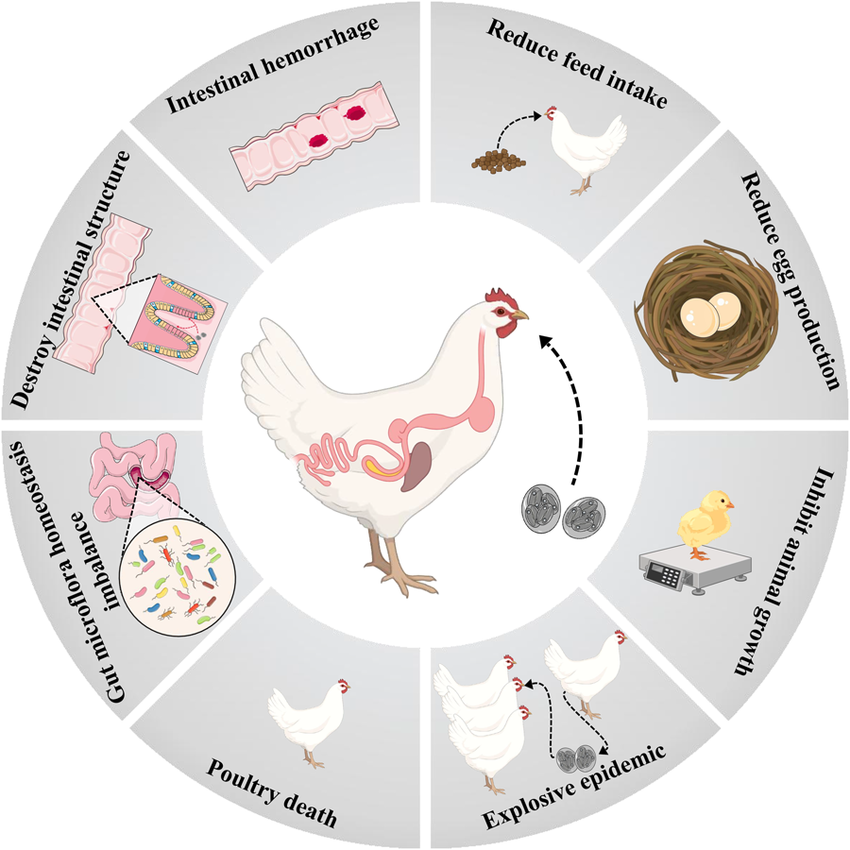 Intestinal hemorrhage
Reduce feed intake
Reduce egg production
Inhibit animal growth
Explosive epidemic
Poultry death
Gut microflora homeostasis
imbalance
Destroy intestinal structure